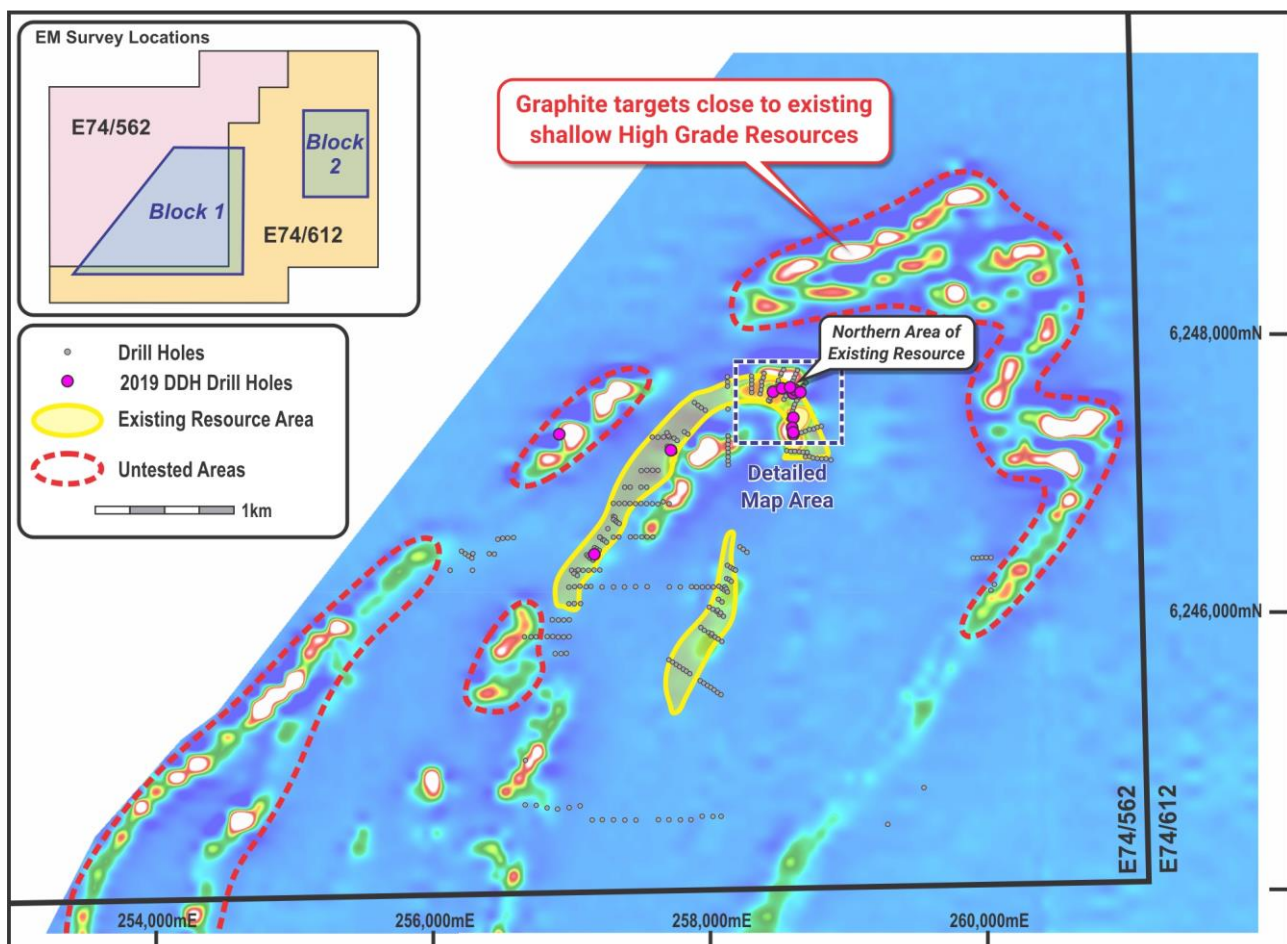 EM Survey Locations
E74/562
Block 1
Block
2
E74/612
Drill Holes
2019 DDH Drill Holes
Existing Resource Area
Untested Areas
1km
Graphite targets close to existing
shallow High Grade Resources
Northern Area of
Existing Resource
Detailed
Map Area
6,248,000mN
6,246,000mN
E74/562
E74/612
254,000mE
256,000mE
258,000mE
260,000mE